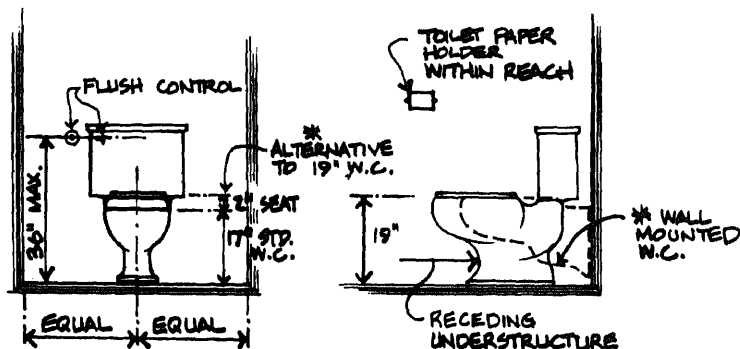 TOILET PAPER
HOLDER
WITHIN REACH
FLUSH CONTROL
*
ALTERNATIVE
TO 19" W.C.
36" MAX.
2" SEAT
17" STD.
W.C.
19"
* WALL
MOUNTED
W.C.
EQUAL EQUAL
RECEDING
UNDERSTRUCTURE